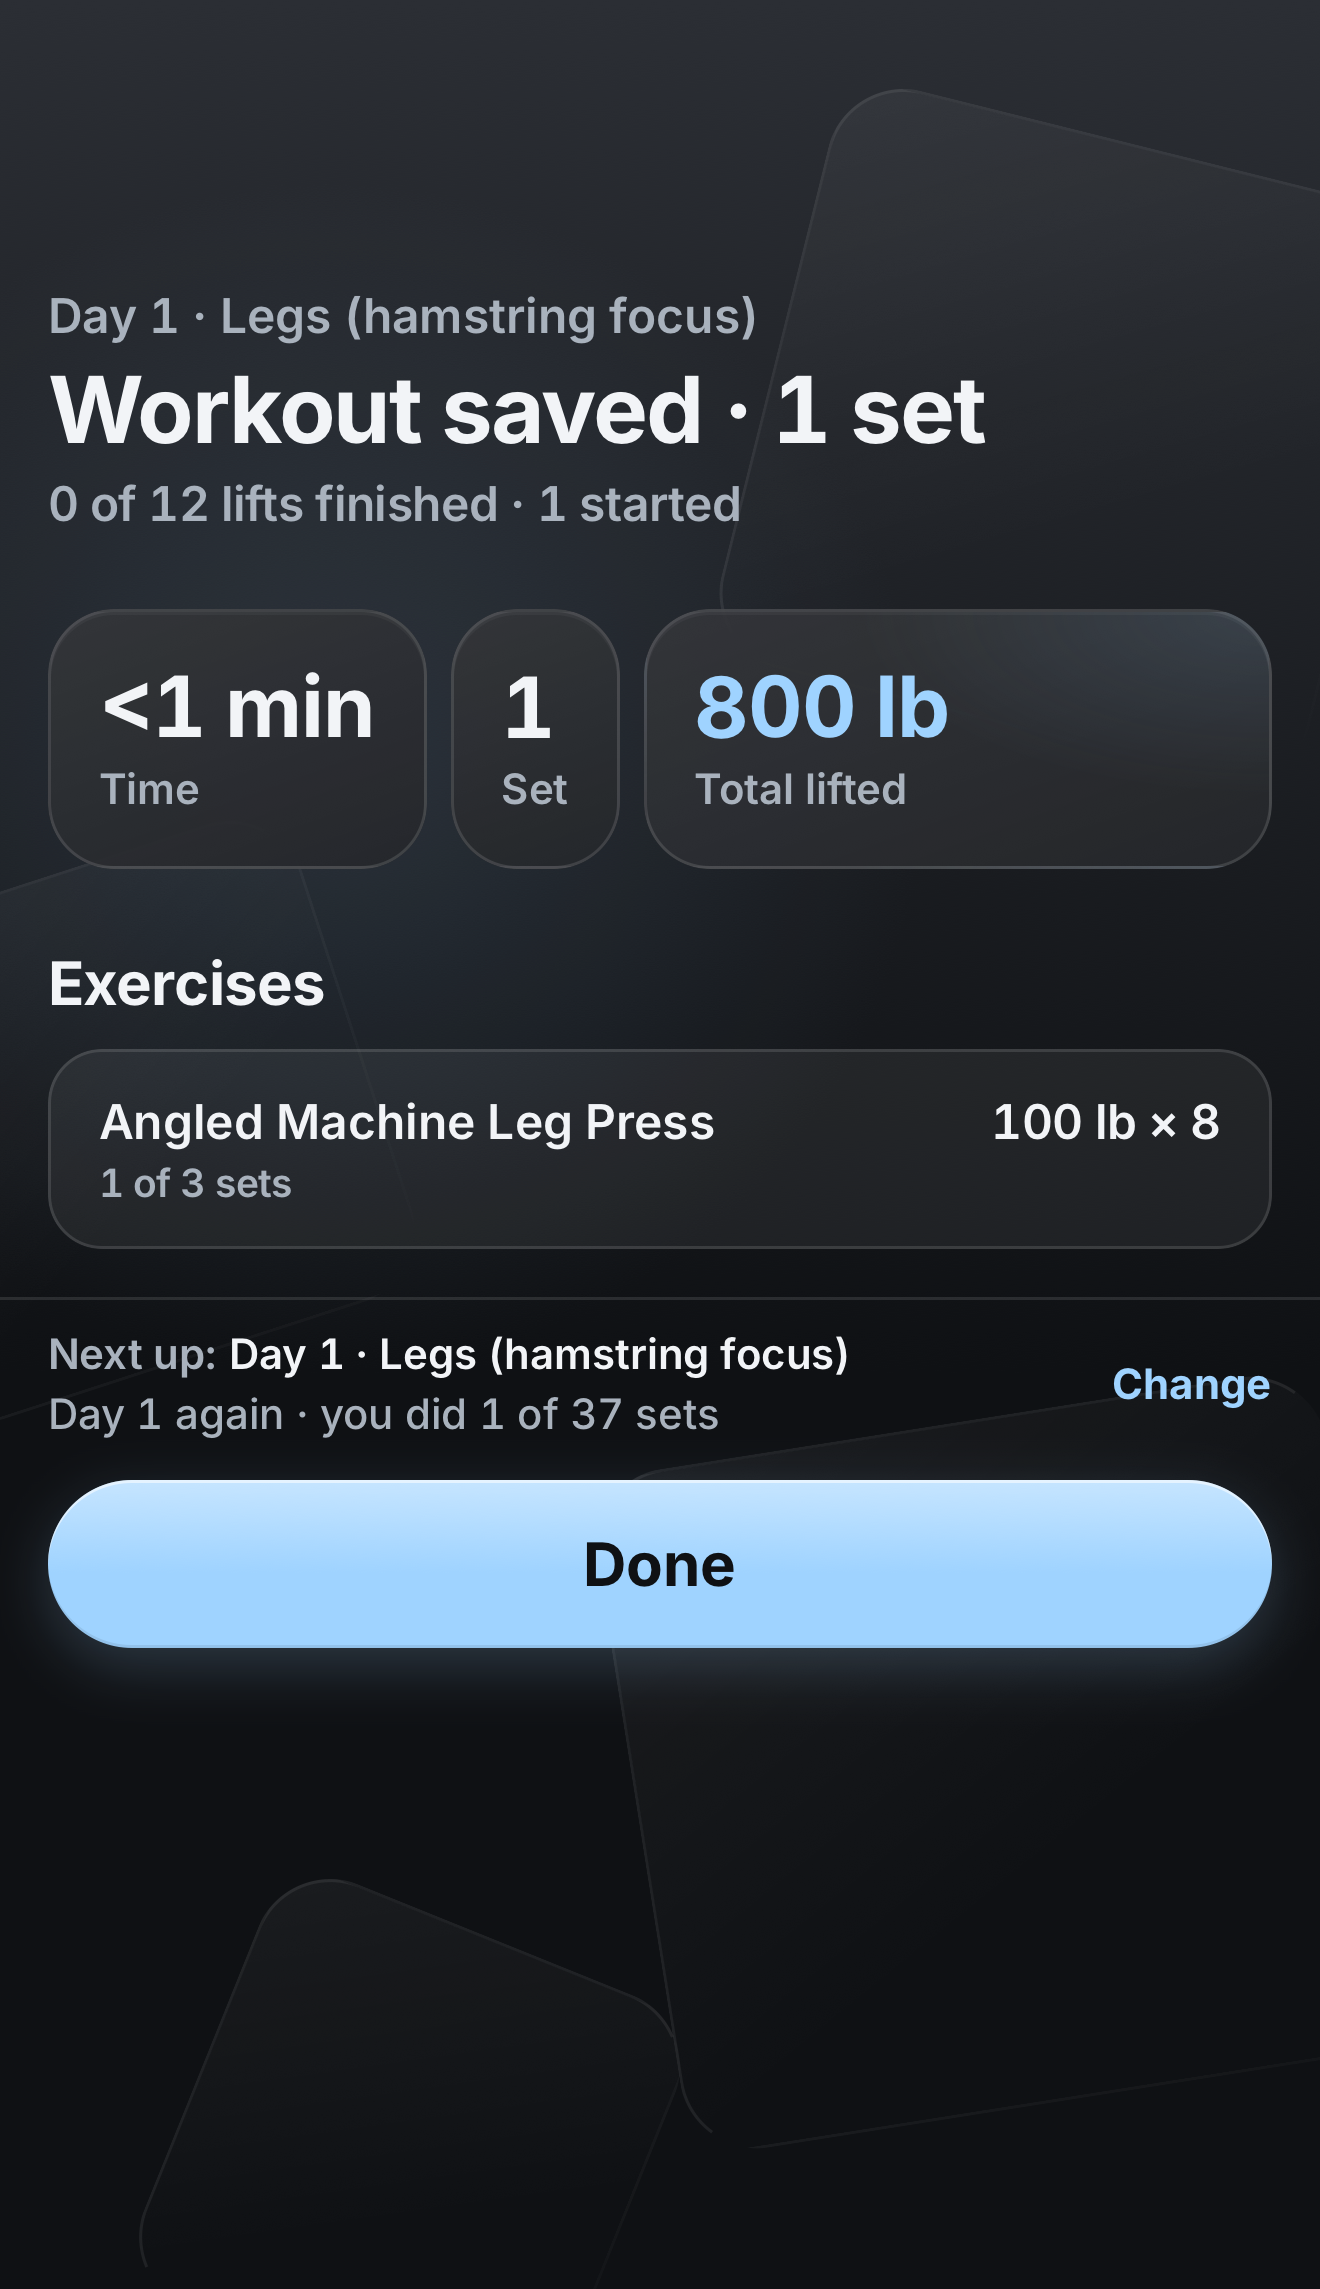 Day 1 · Legs (hamstring focus)
Workout saved · 1 set
0 of 12 lifts finished · 1 started
<1 min
Time
1
Set
800 lb
Total lifted
Exercises
Angled Machine Leg Press
100 lb × 8
1 of 3 sets
Next up: Day 1 · Legs (hamstring focus)
Day 1 again · you did 1 of 37 sets
Change
Done